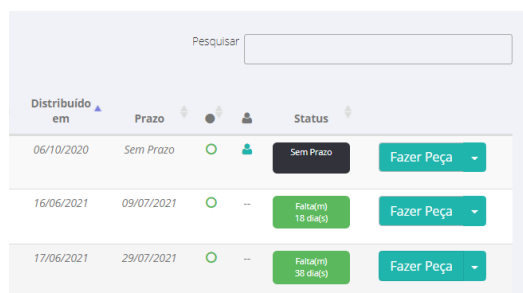 Pesquisar
Distribuído em Prazo Status
06/10/2020 Sem Prazo Sem Prazo Fazer Peça
16/06/2021 09/07/2021 -- Falta(m) 18 dia(s) Fazer Peça
17/06/2021 29/07/2021 -- Falta(m) 38 dia(s) Fazer Peça